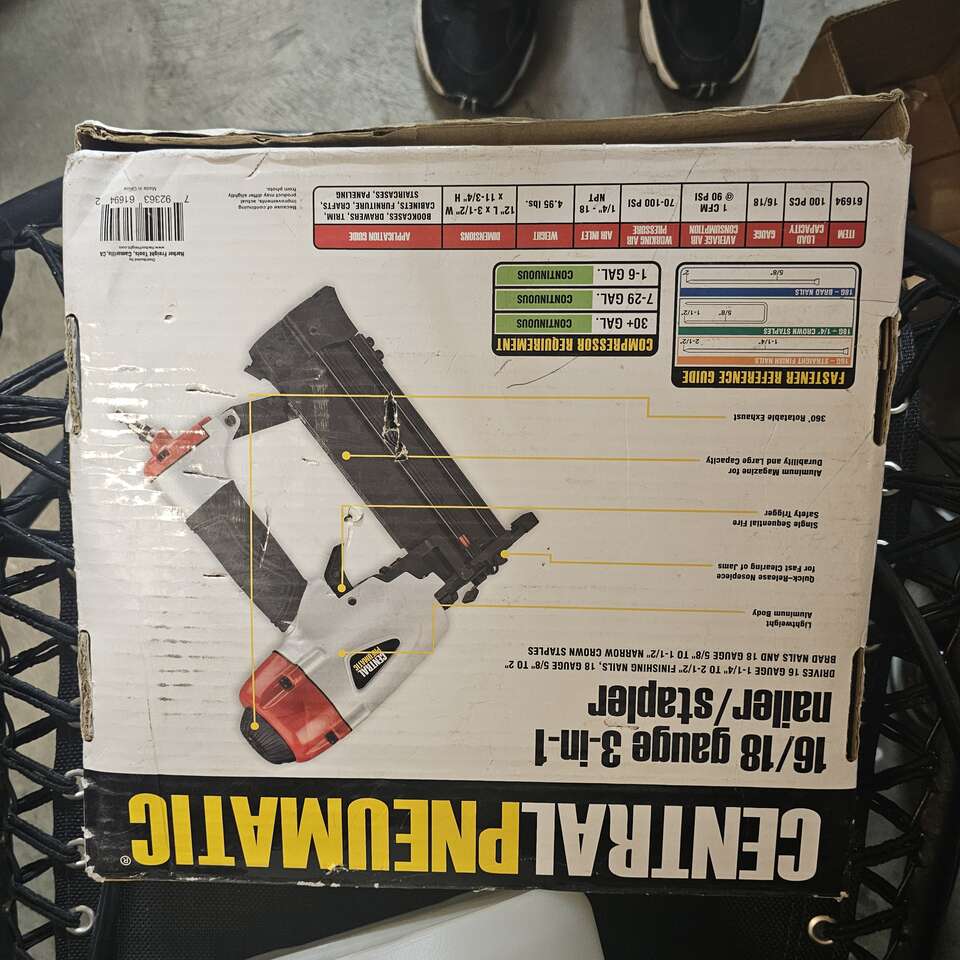 CENTRALPNEUMATIC®
16/18 gauge 3-in-1
nailer/stapler
DRIVES 16 GAUGE 1-1/4" TO 2-1/2" FINISHING NAILS, 18 GAUGE 5/8" TO 2"
BRAD NAILS AND 18 GAUGE 5/8" TO 1-1/2" NARROW CROWN STAPLES
Lightweight
Aluminum Body
Quick-Release Nosepiece
for Fast Clearing of Jams
Single Sequential Fire
Safety Trigger
Aluminum Magazine for
Durability and Large Capacity
360° Rotatable Exhaust
CENTRAL
PNEUMATIC
FASTENER REFERENCE GUIDE
16G – STRAIGHT FINISH NAILS
1-1/4" 2-1/2"
18G – 1/4" CROWN STAPLES
5/8" 1-1/2"
18G – BRAD NAILS
5/8" 2"
COMPRESSOR REQUIREMENT
30+ GAL. CONTINUOUS
7-29 GAL. CONTINUOUS
1-6 GAL. CONTINUOUS
ITEM LOAD CAPACITY GAUGE AVERAGE AIR CONSUMPTION WORKING AIR PRESSURE AIR INLET WEIGHT DIMENSIONS APPLICATION GUIDE
61694 100 PCS 16/18 1 CFM @ 90 PSI 70-100 PSI 1/4" - 18 NPT 4.95 lbs. 12" L x 3-1/2" W x 11-3/4" H BOOKCASES, DRAWERS, TRIM, CABINETS, FURNITURE, CRAFTS, STAIRCASES, PANELING
Because of continuing
improvements, actual
product may differ slightly
from photo.
Distributed by
Harbor Freight Tools, Camarillo, CA
www.harborfreight.com
7 92363 61694 2
Made in China